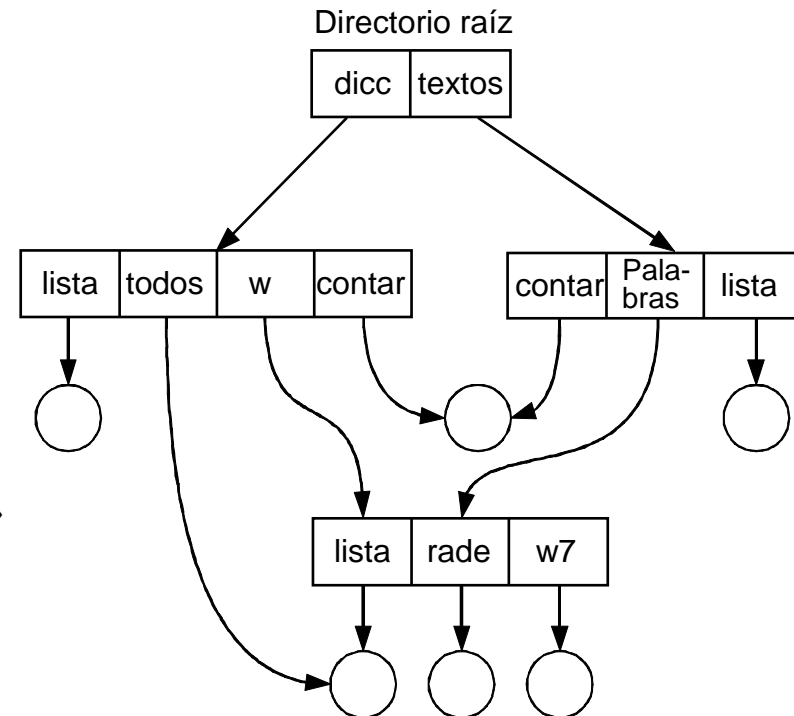 Directorio raíz
dicc textos
lista todos w contar
contar Pala-
bras lista
lista rade w7